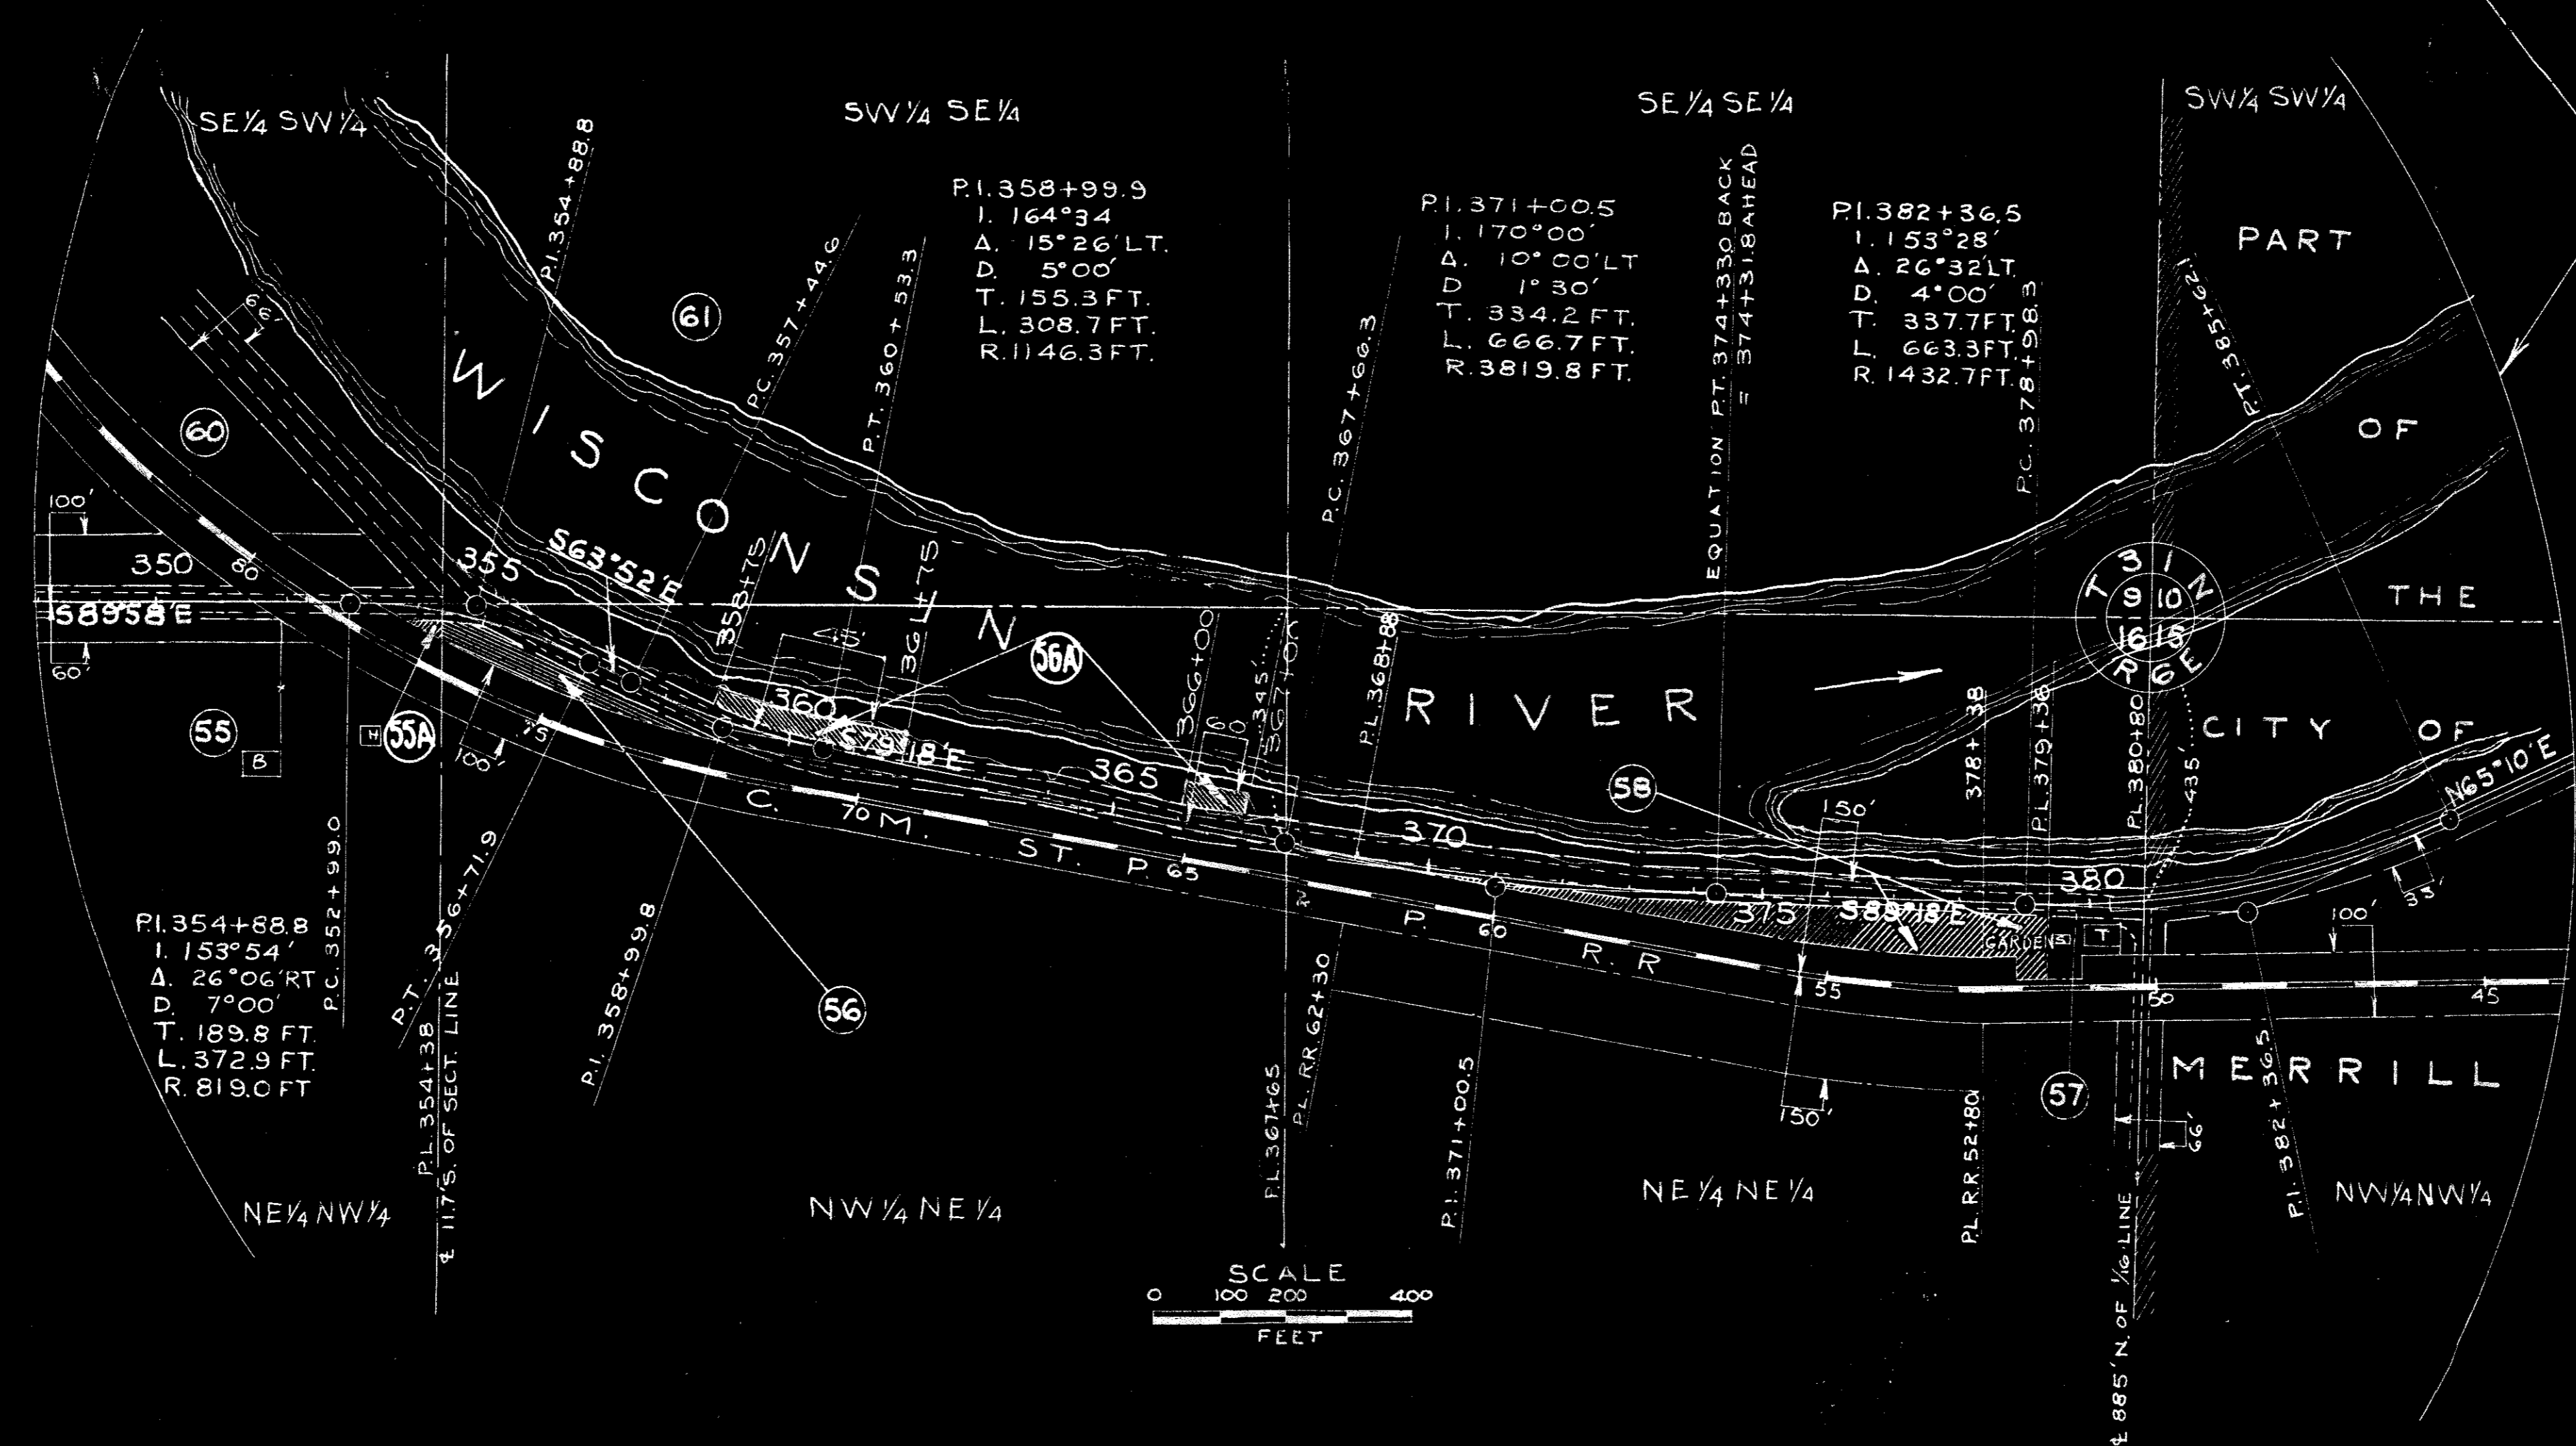 SE¼ SW¼
SW¼ SE¼
SE¼ SE¼
SW¼ SW¼
P.I. 354+88.8
P.C. 357+44.6
P.T. 360+53.3
P.I. 358+99.9
I. 164°34
Δ. 15°26' LT.
D. 5°00'
T. 155.3 FT.
L. 308.7 FT.
R. 1146.3 FT.
P.C. 367+66.3
P.I. 371+00.5
I. 170°00'
Δ. 10°00' LT
D 1°30'
T. 334.2 FT.
L. 666.7 FT.
R. 3819.8 FT.
EQUATION P.T. 374+33.0 BACK
= 374+31.8 AHEAD
P.I. 382+36.5
I. 153°28'
Δ. 26°32' LT.
D. 4°00'
T. 337.7 FT.
L. 663.3 FT.
R. 1432.7 FT.
P.C. 378+98.3
P.T. 385+62.1
PART
OF
THE
CITY OF
MERRILL
WISCONSIN
RIVER
61
60
100'
350
80
S89°58'E
60'
355
S63°52'E
358+75
45'
361+75
56A
366+00
60
345'
367+00
P.L. 368+88
T 31 N
9 10
16 15
R 6 E
55
B
H
55A
100'
75
360
S79°18'E
365
C. M. ST. P. P. R. R
70
65
60
55
50
45
370
58
150'
375
S89°18'E
380
378+38
P.L. 379+38
P.L. 380+80
435'
N65°10'E
33'
100'
GARDEN
T
P.I. 354+88.8
I. 153°54'
Δ. 26°06' RT
D. 7°00'
T. 189.8 FT.
L. 372.9 FT.
R. 819.0 FT
P.C. 352+99.0
P.T. 356+71.9
P.L. 354+38
℄ 11.7' S. OF SECT. LINE
P.I. 358+99.8
56
P.L. 367+65
P.L. R.R. 62+30
P.I. 371+00.5
150'
P.L. R.R. 52+80
57
66'
P.I. 382+36.5
℄ 885' N. OF 1/16 LINE
NE¼ NW¼
NW¼ NE¼
NE¼ NE¼
NW¼ NW¼
SCALE
0 100 200 400
FEET